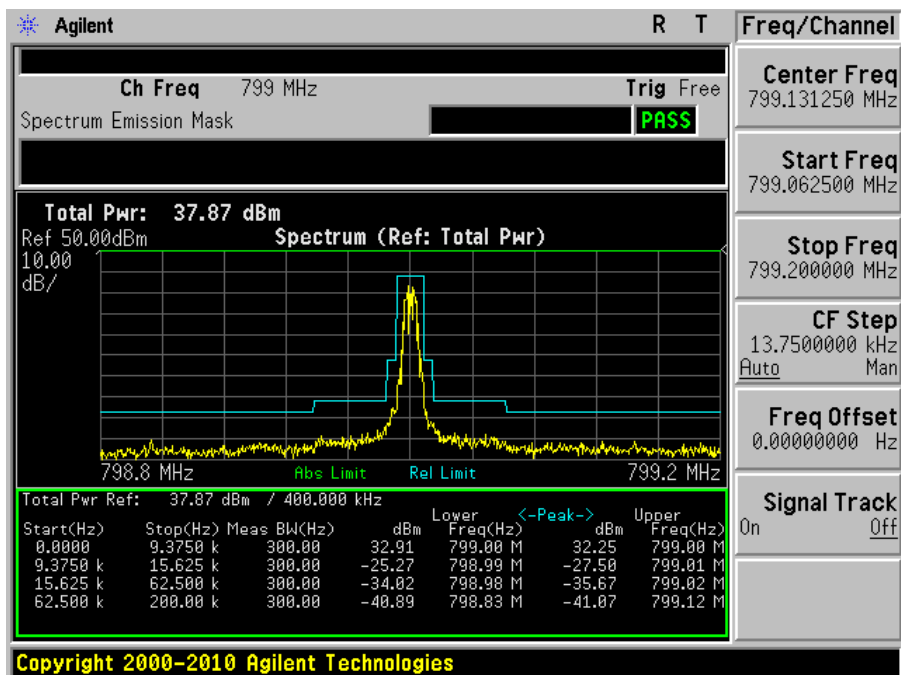 Agilent R T Freq/Channel
Ch Freq 799 MHz Trig Free
Spectrum Emission Mask PASS
Center Freq
799.131250 MHz
Start Freq
799.062500 MHz
Stop Freq
799.200000 MHz
CF Step
13.7500000 kHz
Auto Man
Freq Offset
0.00000000 Hz
Signal Track
On Off
Total Pwr: 37.87 dBm
Ref 50.00dBm Spectrum (Ref: Total Pwr)
10.00
dB/
798.8 MHz Abs Limit Rel Limit 799.2 MHz
Total Pwr Ref: 37.87 dBm / 400.000 kHz
Lower <-Peak-> Upper
Start(Hz) Stop(Hz) Meas BW(Hz) dBm Freq(Hz) dBm Freq(Hz)
0.0000 9.3750 k 300.00 32.91 799.00 M 32.25 799.00 M
9.3750 k 15.625 k 300.00 -25.27 798.99 M -27.50 799.01 M
15.625 k 62.500 k 300.00 -34.02 798.98 M -35.67 799.02 M
62.500 k 200.00 k 300.00 -40.89 798.83 M -41.07 799.12 M
Copyright 2000-2010 Agilent Technologies